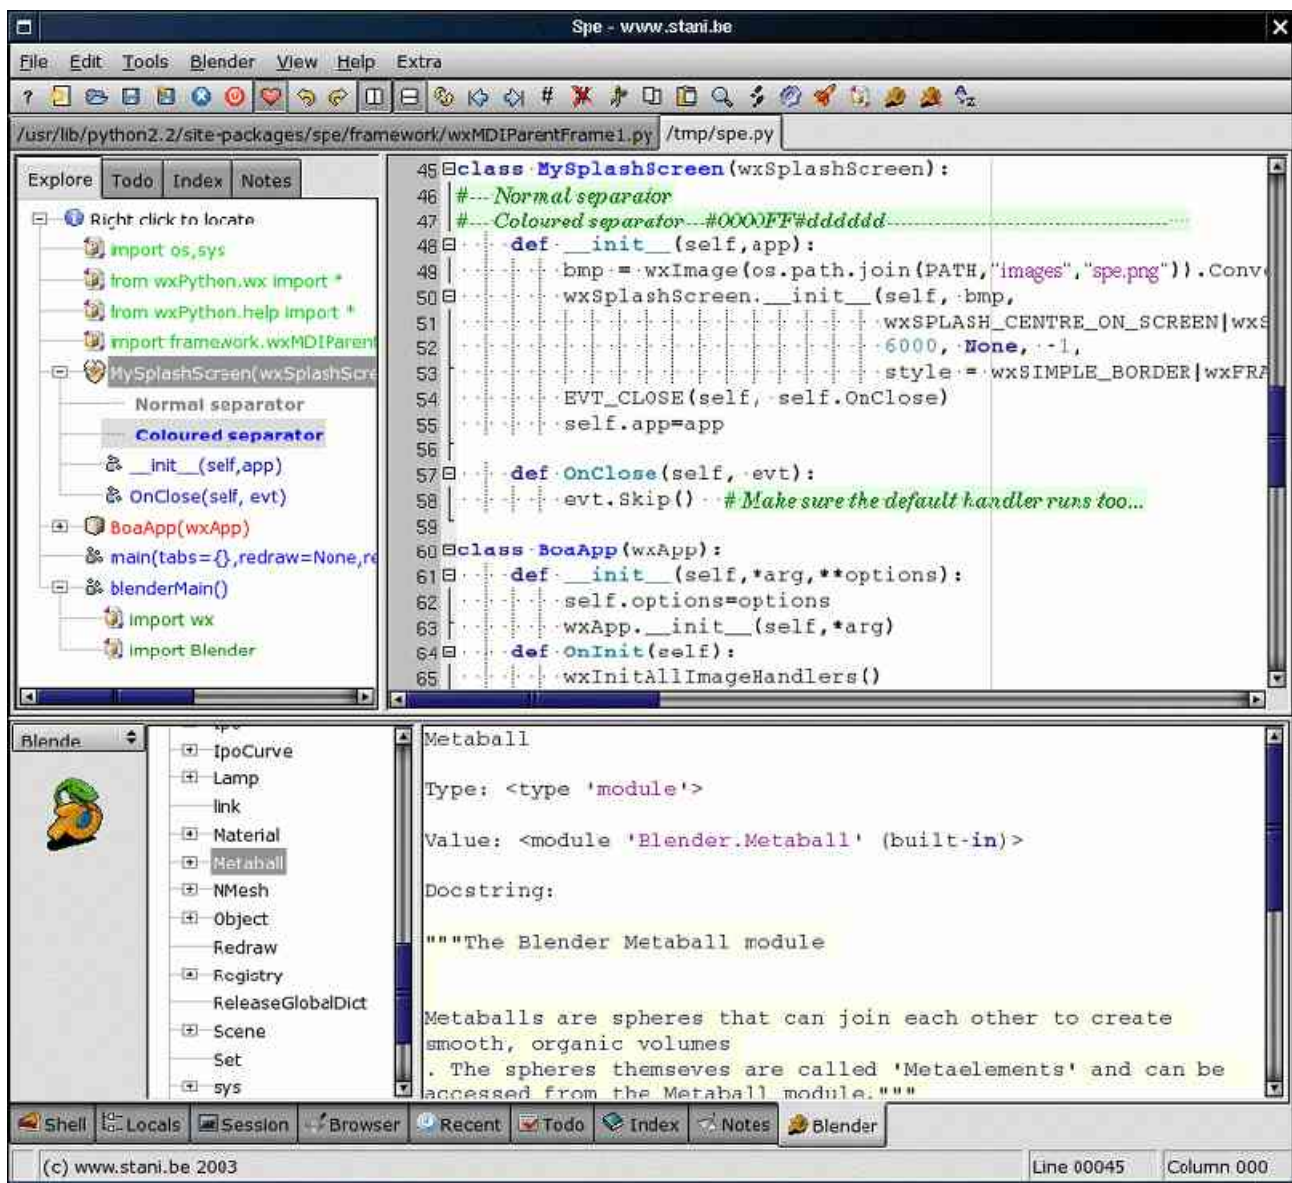 Spe - www.stani.be
File Edit Tools Blender View Help Extra
/usr/lib/python2.2/site-packages/spe/framework/wxMDIParentFrame1.py /tmp/spe.py
Explore Todo Index Notes
Right click to locate
import os,sys
from wxPython.wx import *
from wxPython.help import *
import framework.wxMDIParent
MySplashScreen(wxSplashScre
Normal separator
Coloured separator
__init__(self,app)
OnClose(self, evt)
BoaApp(wxApp)
main(tabs={},redraw=None,re
blenderMain()
import wx
import Blender
45 class MySplashScreen(wxSplashScreen):
46 #--- Normal separator
47 #--- Coloured separator---#0000FF#dddddd
48 def __init__(self,app):
49 bmp = wxImage(os.path.join(PATH,"images","spe.png")).Conv
50 wxSplashScreen.__init__(self, bmp,
51 wxSPLASH_CENTRE_ON_SCREEN|wxS
52 6000, None, -1,
53 style = wxSIMPLE_BORDER|wxFRA
54 EVT_CLOSE(self, self.OnClose)
55 self.app=app
56
57 def OnClose(self, evt):
58 evt.Skip() # Make sure the default handler runs too...
59
60 class BoaApp(wxApp):
61 def __init__(self,*arg,**options):
62 self.options=options
63 wxApp.__init__(self,*arg)
64 def OnInit(self):
65 wxInitAllImageHandlers()
Blende
IpoCurve
Lamp
link
Material
Metaball
NMesh
Object
Redraw
Registry
ReleaseGlobalDict
Scene
Set
sys
Metaball
Type: <type 'module'>
Value: <module 'Blender.Metaball' (built-in)>
Docstring:
"""The Blender Metaball module
Metaballs are spheres that can join each other to create
smooth, organic volumes
. The spheres themseves are called 'Metaelements' and can be
accessed from the Metaball module."""
Shell Locals Session Browser Recent Todo Index Notes Blender
(c) www.stani.be 2003 Line 00045 Column 000